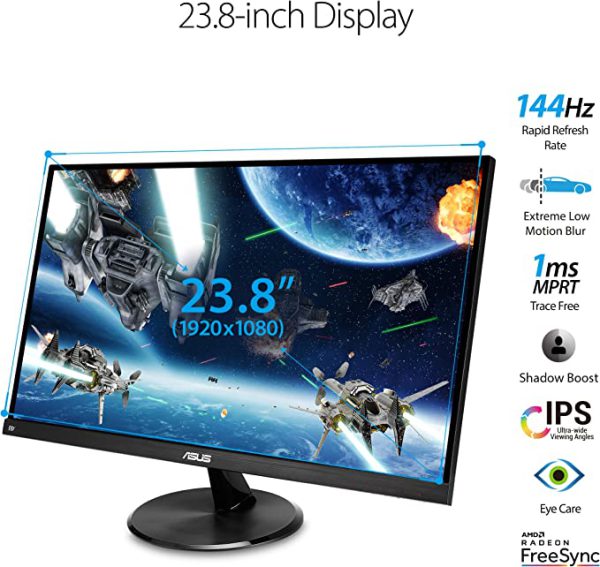 23.8-inch Display
144Hz
Rapid Refresh
Rate
Extreme Low
Motion Blur
1ms
MPRT
Trace Free
Shadow Boost
IPS
Ultra-wide
Viewing Angles
Eye Care
AMD
RADEON
FreeSync
23.8”
(1920x1080)
ASUS